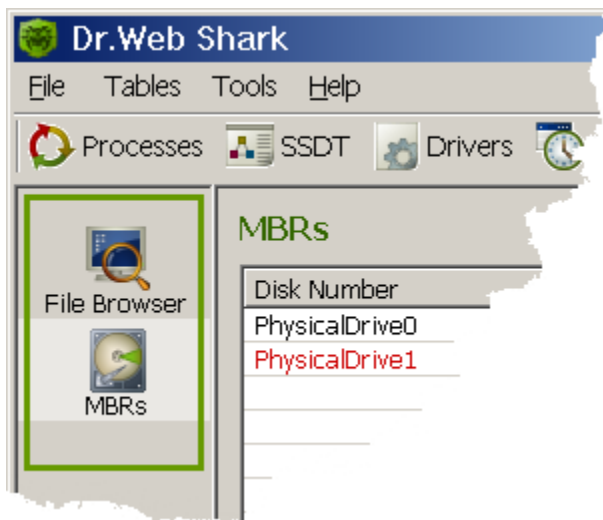 Dr.Web Shark
File Tables Tools Help
Processes SSDT Drivers
File Browser
MBRs
MBRs
Disk Number
PhysicalDrive0
PhysicalDrive1